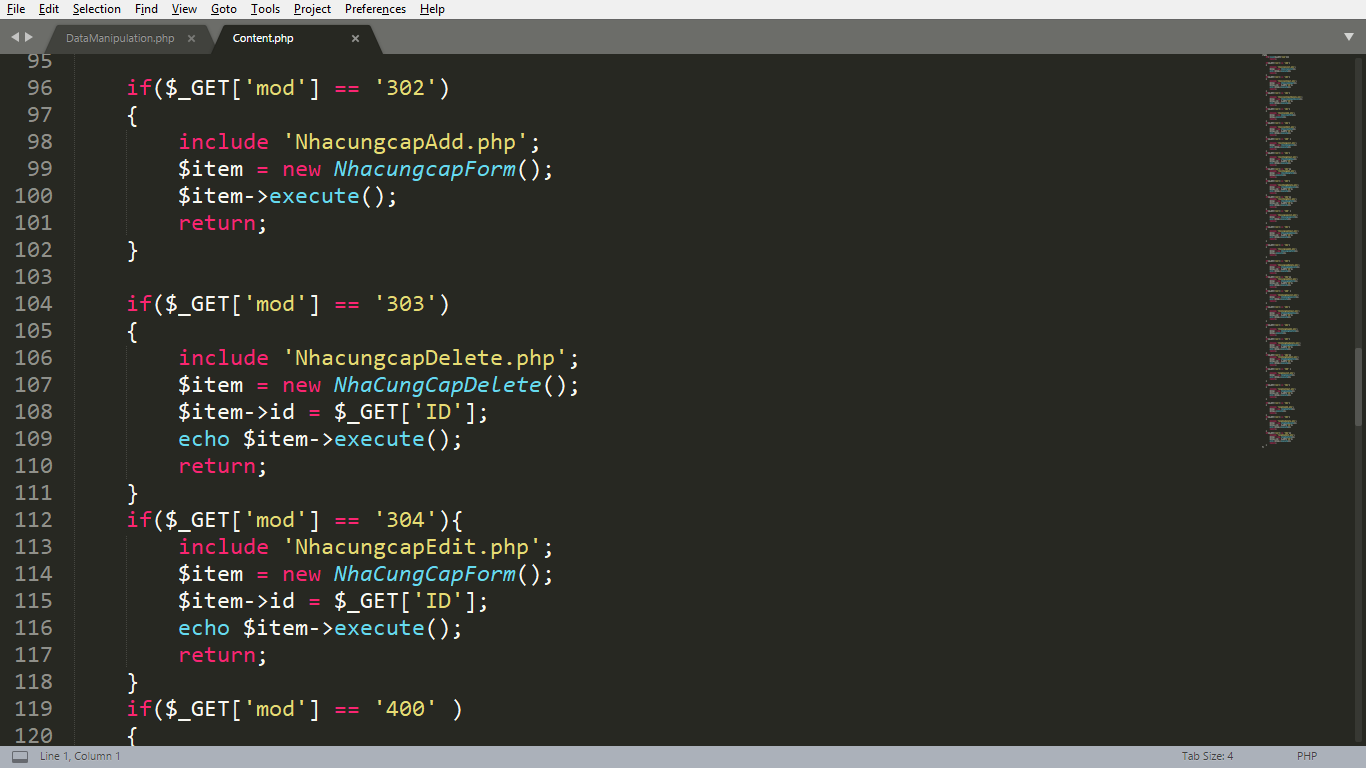 File Edit Selection Find View Goto Tools Project Preferences Help
DataManipulation.php × Content.php ×
95
96 if($_GET['mod'] == '302')
97 {
98 include 'NhacungcapAdd.php';
99 $item = new NhacungcapForm();
100 $item->execute();
101 return;
102 }
103
104 if($_GET['mod'] == '303')
105 {
106 include 'NhacungcapDelete.php';
107 $item = new NhaCungCapDelete();
108 $item->id = $_GET['ID'];
109 echo $item->execute();
110 return;
111 }
112 if($_GET['mod'] == '304'){
113 include 'NhacungcapEdit.php';
114 $item = new NhaCungCapForm();
115 $item->id = $_GET['ID'];
116 echo $item->execute();
117 return;
118 }
119 if($_GET['mod'] == '400' )
120 {
Line 1, Column 1 Tab Size: 4 PHP